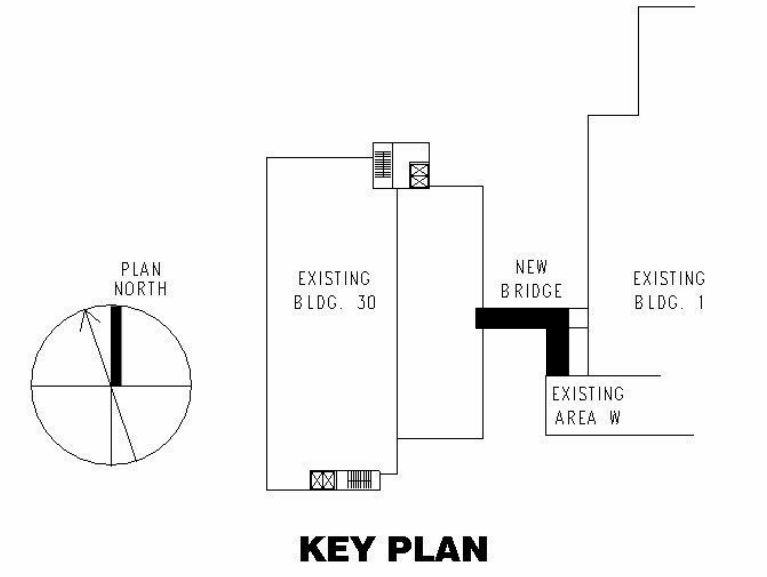 PLAN
NORTH
EXISTING
BLDG. 30
NEW
BRIDGE
EXISTING
BLDG. 1
EXISTING
AREA W
KEY PLAN